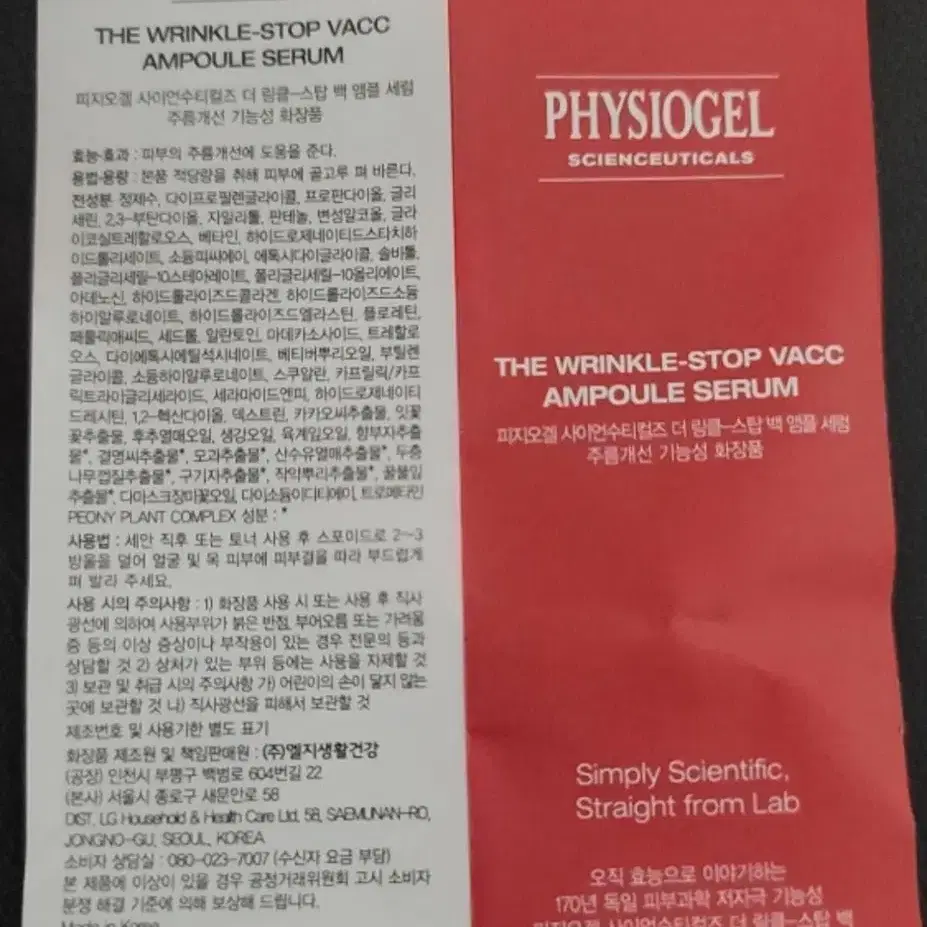 THE WRINKLE-STOP VACC
AMPOULE SERUM
피지오겔 사이언수티컬즈 더 링클-스탑 백 앰플 세럼
주름개선 기능성 화장품
효능·효과 : 피부의 주름개선에 도움을 준다.
용법·용량 : 본품 적당량을 취해 피부에 골고루 펴 바른다.
전성분 정제수, 다이프로필렌글라이콜, 프로판다이올, 글리
세린, 2,3-부탄다이올, 자일리톨, 판테놀, 변성알코올, 글라
이코실트레할로오스, 베타인, 하이드로제네이티드스타치하
이드롤리세이트, 소듐피씨에이, 에톡시다이글라이콜, 솔비톨,
폴리글리세릴-10스테아레이트, 폴리글리세릴-10올리에이트,
아데노신, 하이드롤라이즈드콜라겐, 하이드롤라이즈드소듐
하이알루로네이트, 하이드롤라이즈드엘라스틴, 플로레틴,
페룰릭애씨드, 세드롤, 알란토인, 마데카소사이드, 트레할로
오스, 다이에톡시에틸석시네이트, 베티버뿌리오일, 부틸렌
글라이콜, 소듐하이알루로네이트, 스쿠알란, 카프릴릭/카프
릭트라이글리세라이드, 세라마이드엔피, 하이드로제네이티
드레시틴, 1,2-헥산다이올, 덱스트린, 카카오씨추출물, 잇꽃
꽃추출물, 후추열매오일, 생강오일, 육계잎오일, 향부자추출
물*, 결명씨추출물*, 모과추출물*, 산수유열매추출물*, 두충
나무껍질추출물*, 구기자추출물*, 작약뿌리추출물*, 꿀풀잎
추출물*, 다마스크장미꽃오일, 다이소듐이디티에이, 트로메타민
PEONY PLANT COMPLEX 성분 : *
사용법 : 세안 직후 또는 토너 사용 후 스포이드로 2~3
방울을 덜어 얼굴 및 목 피부에 피부결을 따라 부드럽게
펴 발라 주세요.
사용 시의 주의사항 : 1) 화장품 사용 시 또는 사용 후 직사
광선에 의하여 사용부위가 붉은 반점, 부어오름 또는 가려움
증 등의 이상 증상이나 부작용이 있는 경우 전문의 등과
상담할 것 2) 상처가 있는 부위 등에는 사용을 자제할 것
3) 보관 및 취급 시의 주의사항 가) 어린이의 손이 닿지 않는
곳에 보관할 것 나) 직사광선을 피해서 보관할 것
제조번호 및 사용기한 별도 표기
화장품 제조원 및 책임판매원 : (주)엘지생활건강
(공장) 인천시 부평구 백범로 604번길 22
(본사) 서울시 종로구 새문안로 58
DIST. LG Household & Health Care Ltd. 58, SAEMUNAN-RO,
JONGNO-GU, SEOUL, KOREA
소비자 상담실 : 080-023-7007 (수신자 요금 부담)
본 제품에 이상이 있을 경우 공정거래위원회 고시 소비자
분쟁 해결 기준에 의해 보상해 드립니다.
Made in Korea
PHYSIOGEL
SCIENCEUTICALS
THE WRINKLE-STOP VACC
AMPOULE SERUM
피지오겔 사이언수티컬즈 더 링클-스탑 백 앰플 세럼
주름개선 기능성 화장품
Simply Scientific,
Straight from Lab
오직 효능으로 이야기하는
170년 독일 피부과학 저자극 기능성
피지오겔 사이언수티컬즈 더 링클-스탑 백